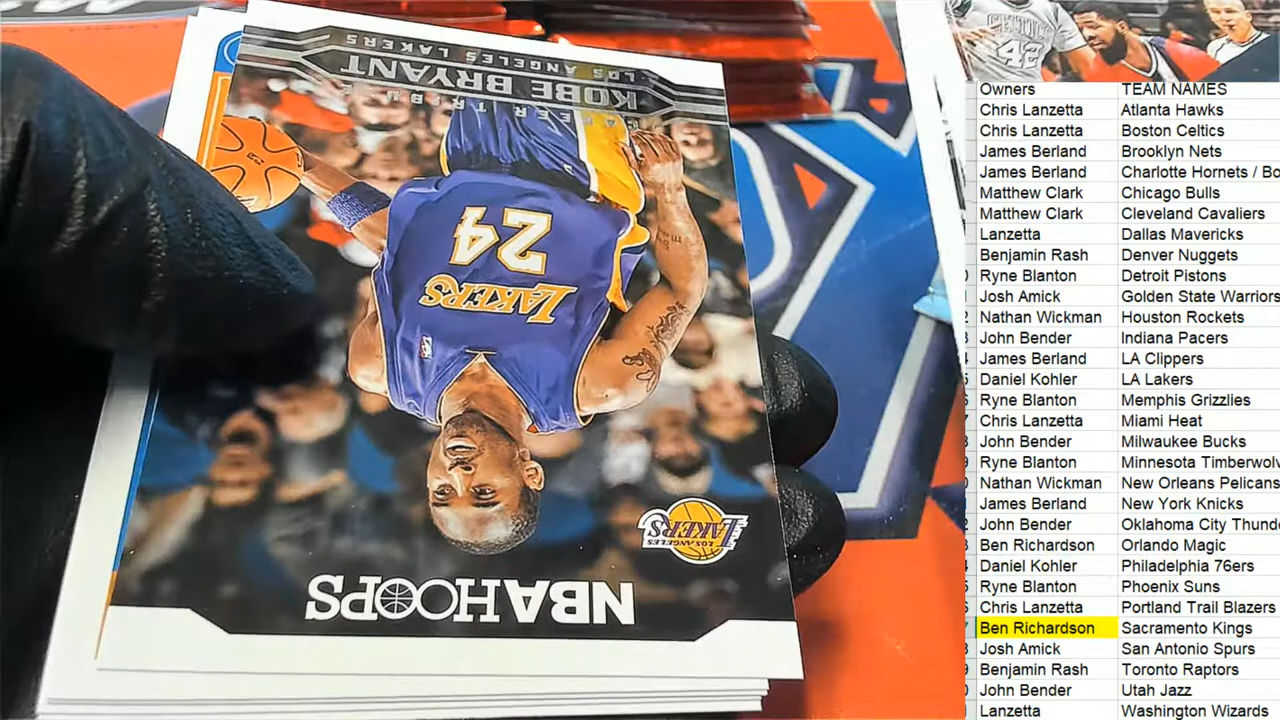 LOS ANGELES LAKERS
KOBE BRYANT
CAREER TRIBUTE
24
LAKERS
LOS ANGELES
LAKERS
NBA HOOPS
CELTICS
42
Owners TEAM NAMES
Chris Lanzetta Atlanta Hawks
Chris Lanzetta Boston Celtics
James Berland Brooklyn Nets
James Berland Charlotte Hornets / Bo
Matthew Clark Chicago Bulls
Matthew Clark Cleveland Cavaliers
Lanzetta Dallas Mavericks
Benjamin Rash Denver Nuggets
Ryne Blanton Detroit Pistons
Josh Amick Golden State Warriors
Nathan Wickman Houston Rockets
John Bender Indiana Pacers
James Berland LA Clippers
Daniel Kohler LA Lakers
Ryne Blanton Memphis Grizzlies
Chris Lanzetta Miami Heat
John Bender Milwaukee Bucks
Ryne Blanton Minnesota Timberwolv
Nathan Wickman New Orleans Pelicans
James Berland New York Knicks
John Bender Oklahoma City Thund
Ben Richardson Orlando Magic
Daniel Kohler Philadelphia 76ers
Ryne Blanton Phoenix Suns
Chris Lanzetta Portland Trail Blazers
Ben Richardson Sacramento Kings
Josh Amick San Antonio Spurs
Benjamin Rash Toronto Raptors
John Bender Utah Jazz
Lanzetta Washington Wizards